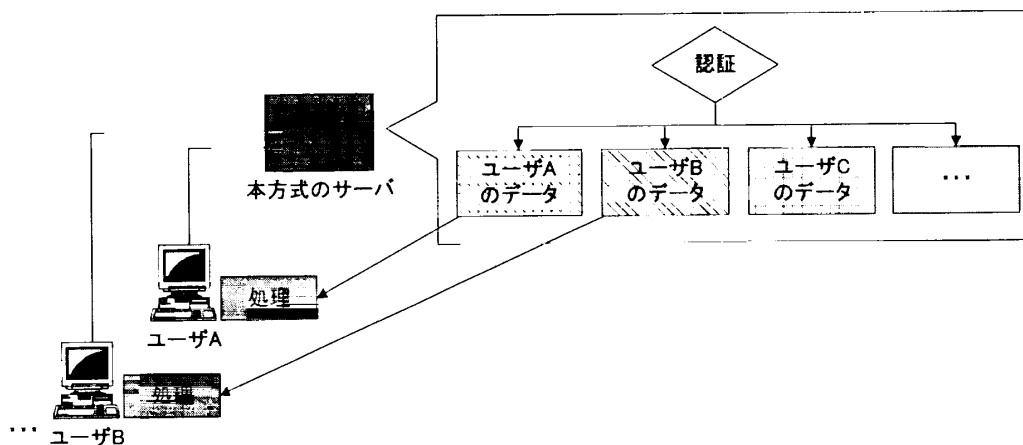 認証
ユーザA
のデータ
ユーザB
のデータ
ユーザC
のデータ
...
本方式のサーバ
処理
ユーザA
処理
... ユーザB